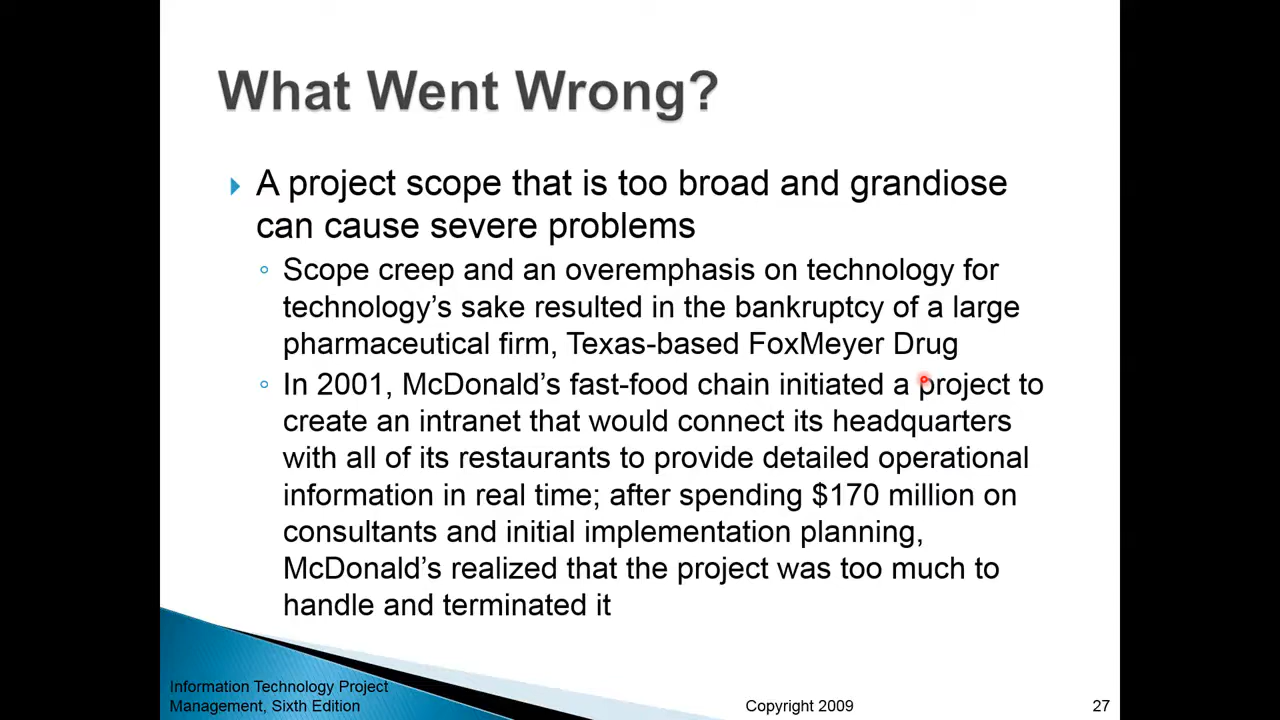 What Went Wrong?
A project scope that is too broad and grandiose
can cause severe problems
Scope creep and an overemphasis on technology for
technology’s sake resulted in the bankruptcy of a large
pharmaceutical firm, Texas-based FoxMeyer Drug
In 2001, McDonald’s fast-food chain initiated a project to
create an intranet that would connect its headquarters
with all of its restaurants to provide detailed operational
information in real time; after spending $170 million on
consultants and initial implementation planning,
McDonald’s realized that the project was too much to
handle and terminated it
Information Technology Project
Management, Sixth Edition
Copyright 2009
27